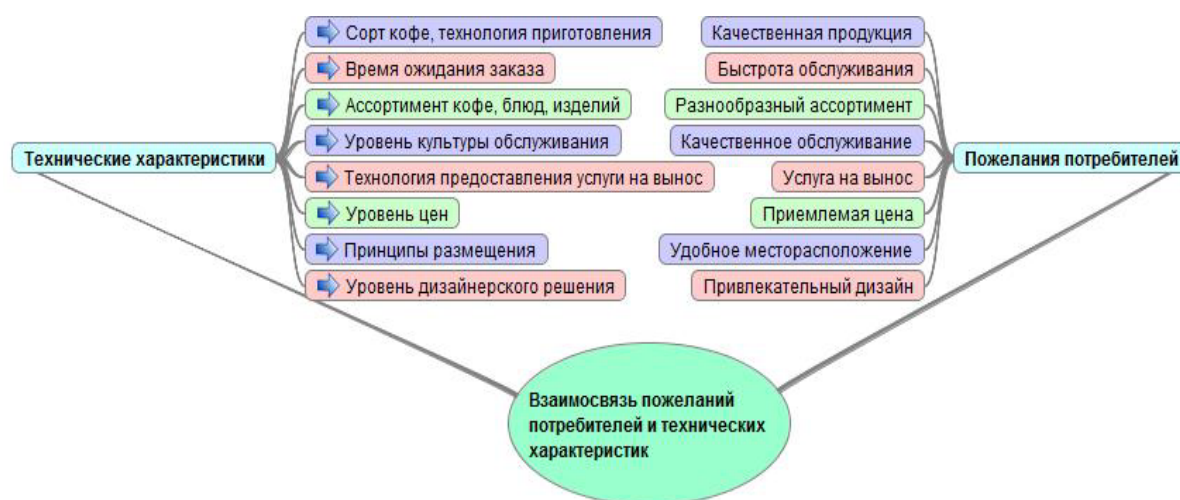 Сорт кофе, технология приготовления
Качественная продукция
Время ожидания заказа
Быстрота обслуживания
Ассортимент кофе, блюд, изделий
Разнообразный ассортимент
Уровень культуры обслуживания
Качественное обслуживание
Технические характеристики
Пожелания потребителей
Технология предоставления услуги на вынос
Услуга на вынос
Уровень цен
Приемлемая цена
Принципы размещения
Удобное месторасположение
Уровень дизайнерского решения
Привлекательный дизайн
Взаимосвязь пожеланий
потребителей и технических
характеристик